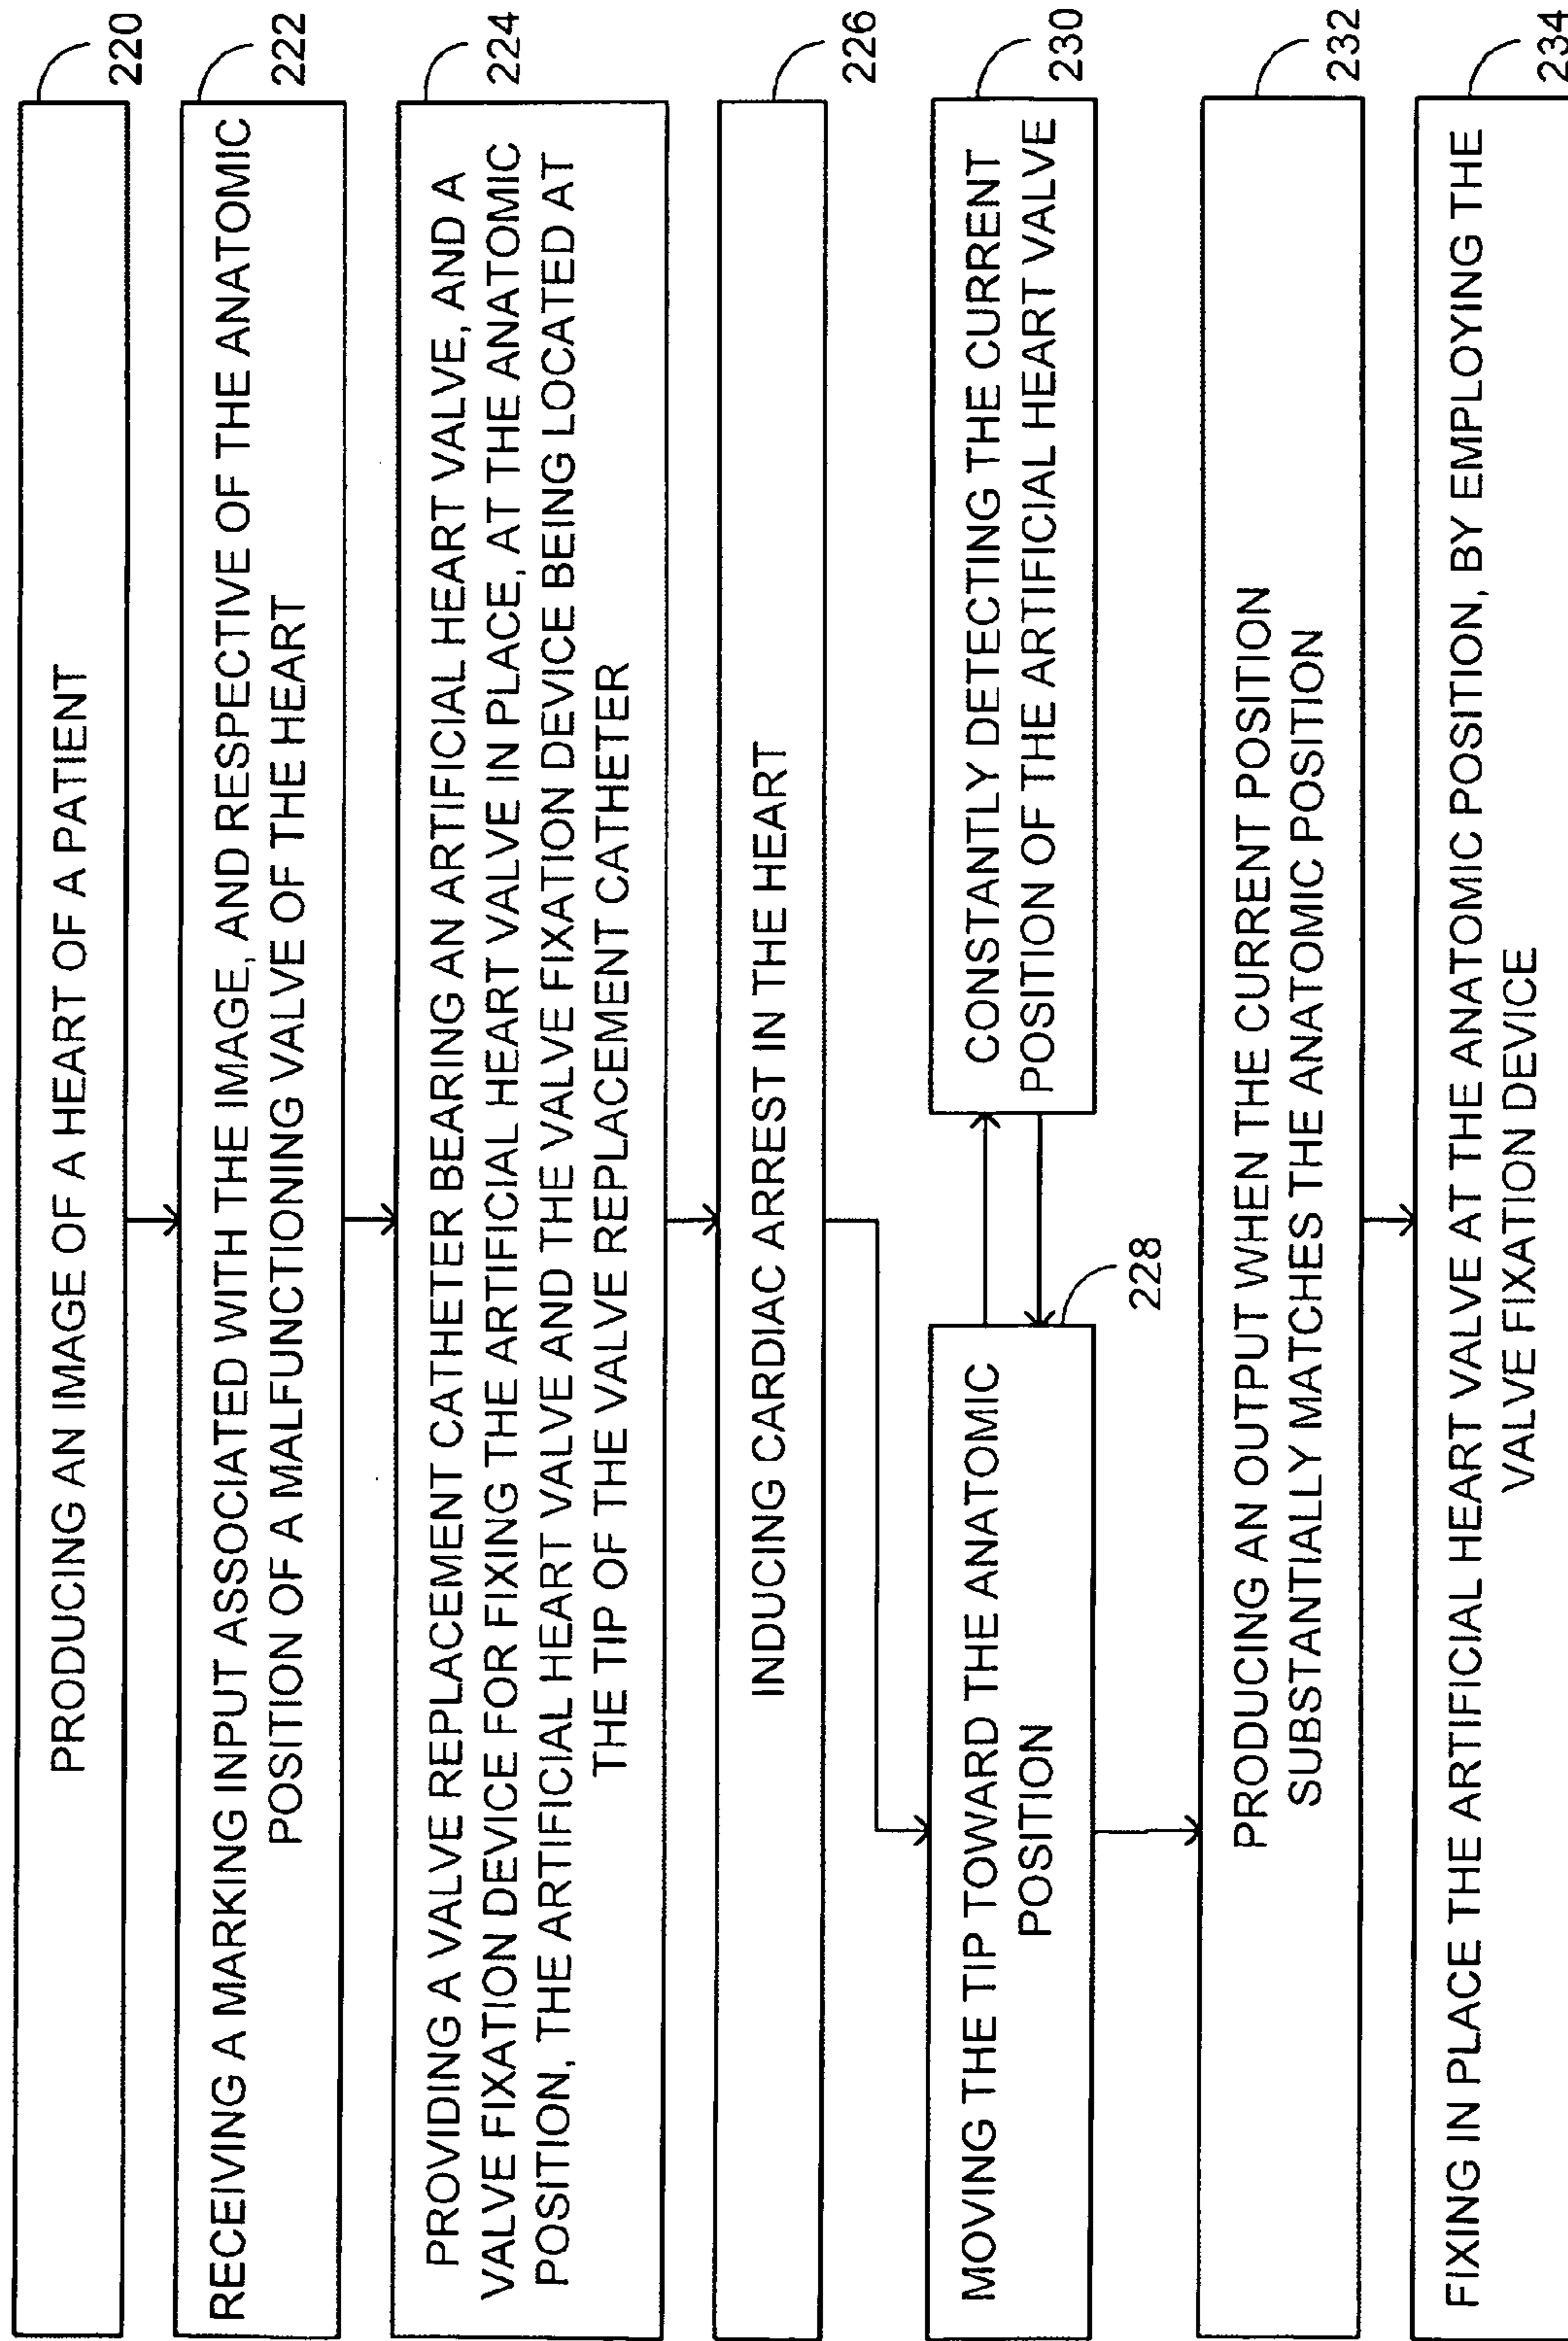 PRODUCING AN IMAGE OF A HEART OF A PATIENT
220
RECEIVING A MARKING INPUT ASSOCIATED WITH THE IMAGE, AND RESPECTIVE OF THE ANATOMIC
POSITION OF A MALFUNCTIONING VALVE OF THE HEART
222
PROVIDING A VALVE REPLACEMENT CATHETER BEARING AN ARTIFICIAL HEART VALVE, AND A
VALVE FIXATION DEVICE FOR FIXING THE ARTIFICIAL HEART VALVE IN PLACE, AT THE ANATOMIC
POSITION, THE ARTIFICIAL HEART VALVE AND THE VALVE FIXATION DEVICE BEING LOCATED AT
THE TIP OF THE VALVE REPLACEMENT CATHETER
224
INDUCING CARDIAC ARREST IN THE HEART
226
MOVING THE TIP TOWARD THE ANATOMIC
POSITION
228
CONSTANTLY DETECTING THE CURRENT
POSITION OF THE ARTIFICIAL HEART VALVE
230
PRODUCING AN OUTPUT WHEN THE CURRENT POSITION
SUBSTANTIALLY MATCHES THE ANATOMIC POSITION
232
FIXING IN PLACE THE ARTIFICIAL HEART VALVE AT THE ANATOMIC POSITION, BY EMPLOYING THE
VALVE FIXATION DEVICE
234